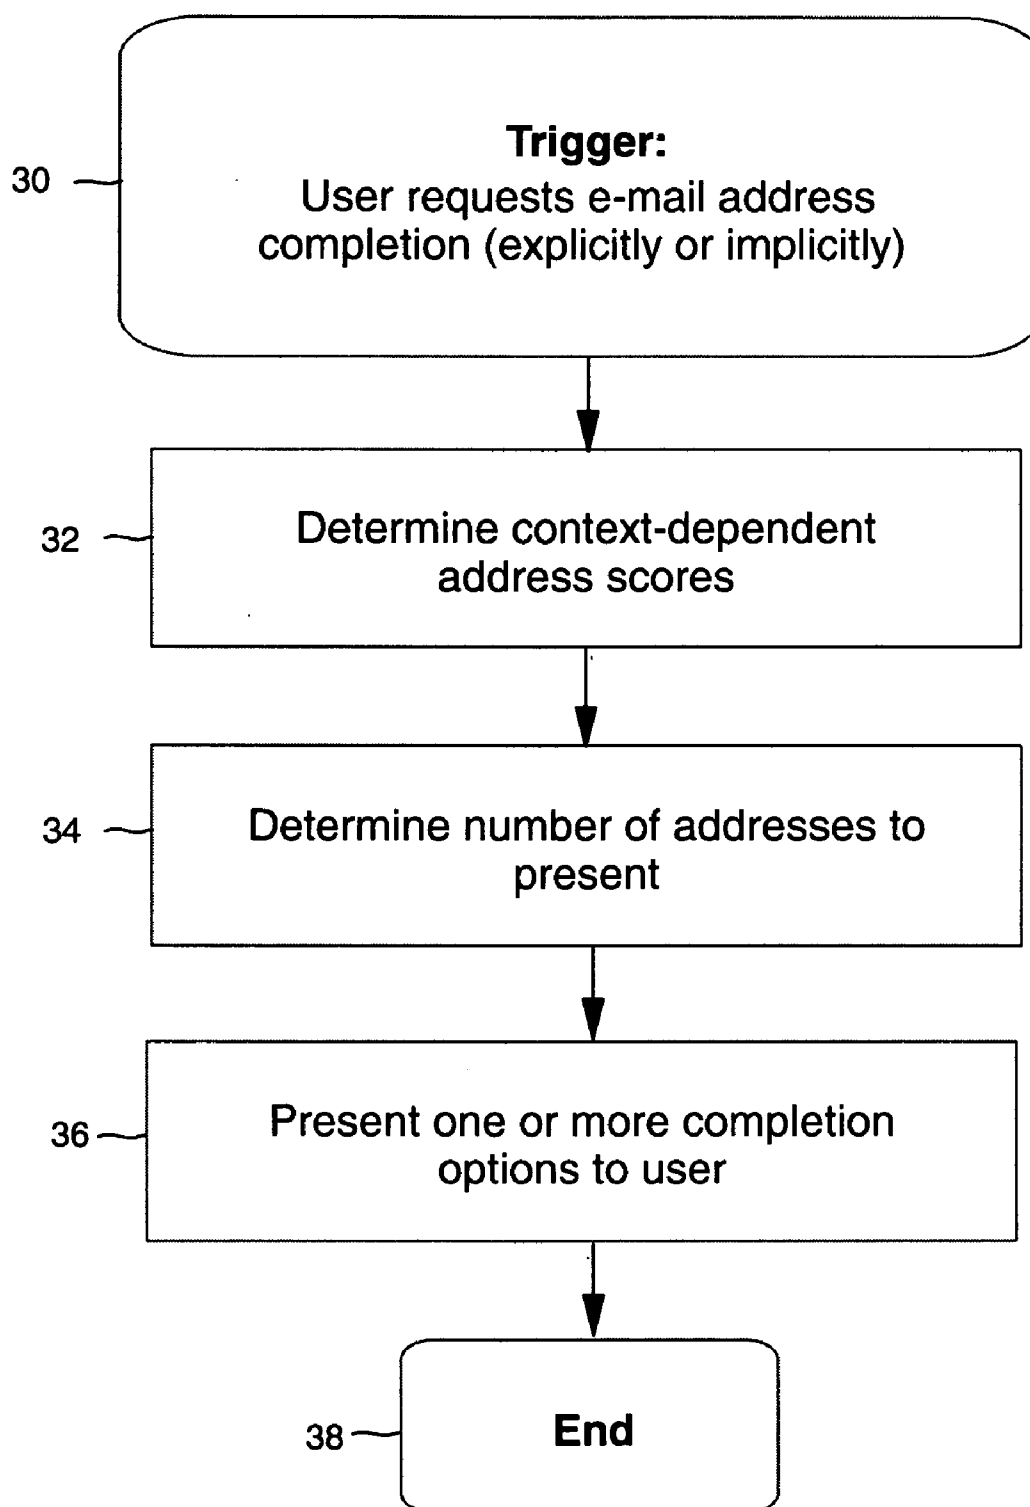 Trigger:
30
User requests e-mail address
completion (explicitly or implicitly)
32
Determine context-dependent
address scores
34
Determine number of addresses to
present
36
Present one or more completion
options to user
38
End